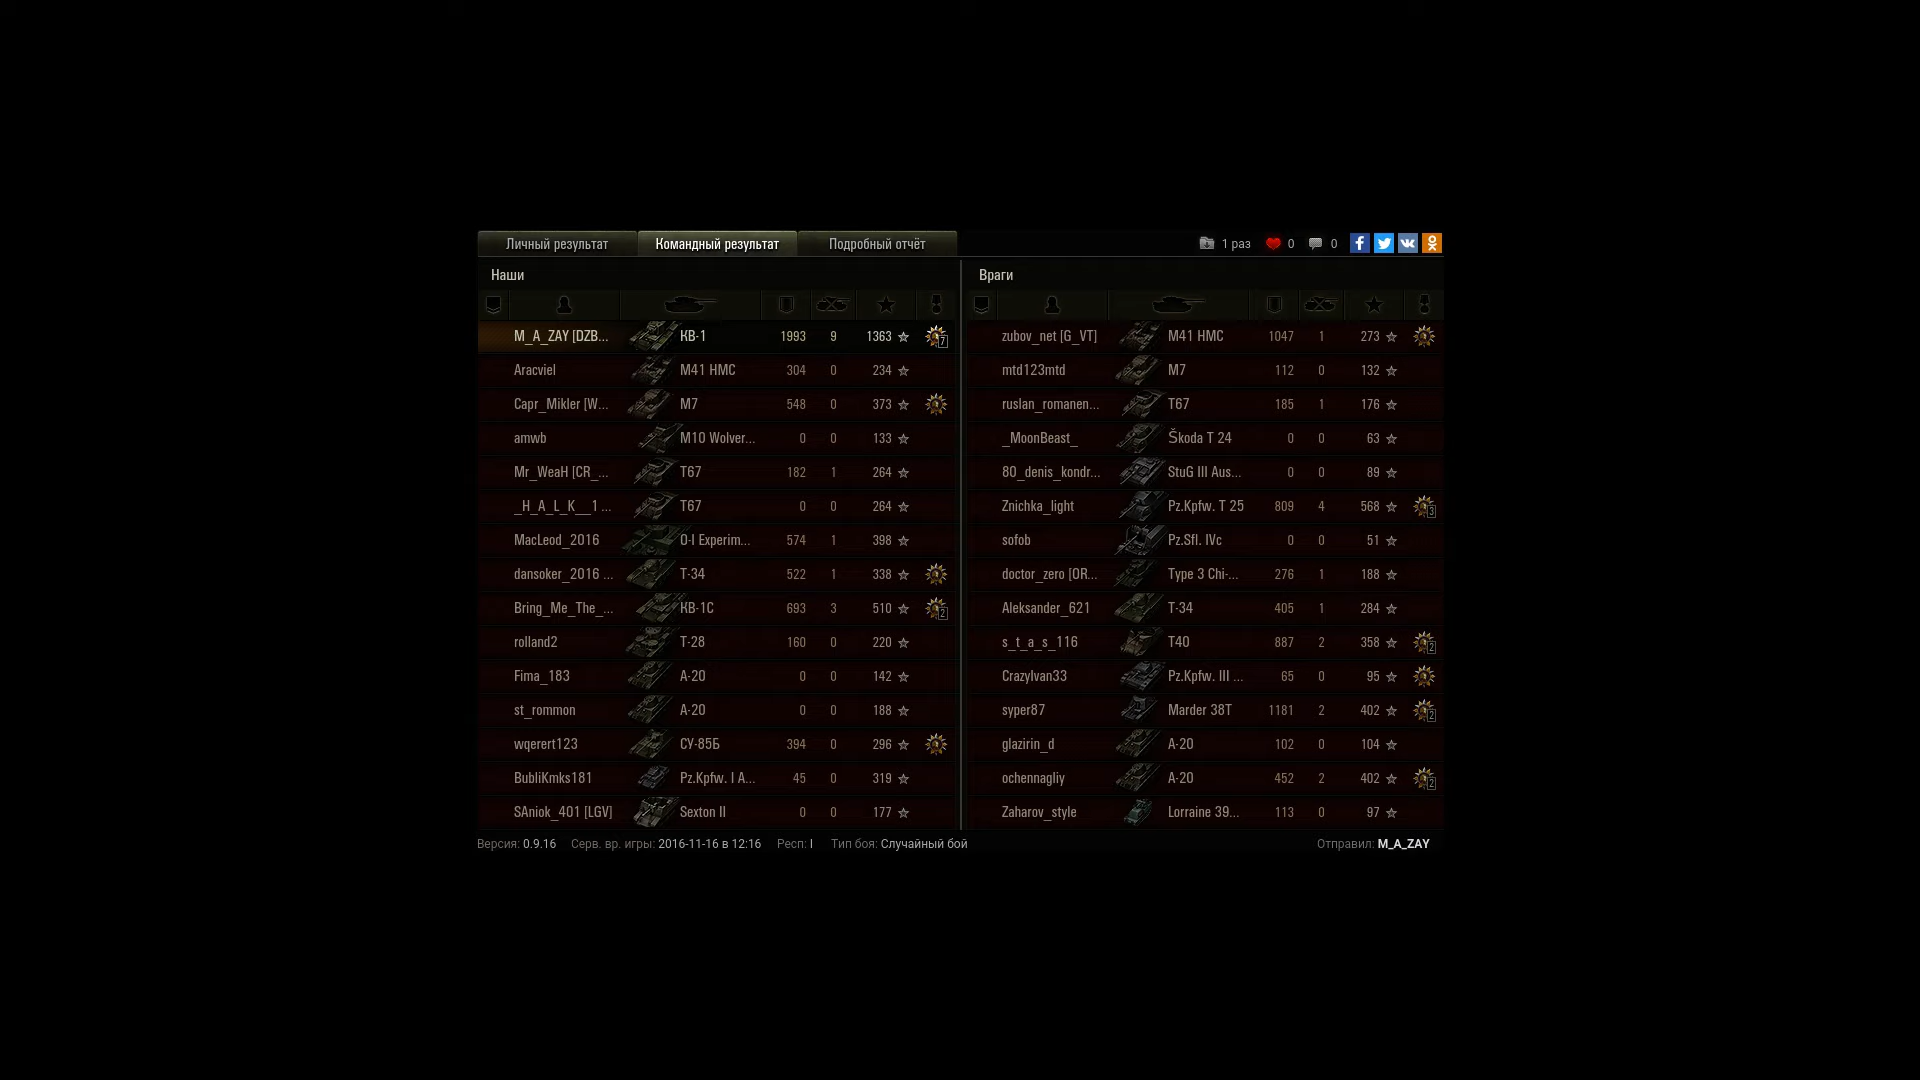 Личный результат Командный результат Подробный отчёт 1 раз 0 0
Наши Враги
M_A_ZAY [DZB... КВ-1 1993 9 1363 7 zubov_net [G_VT] M41 HMC 1047 1 273
Aracviel M41 HMC 304 0 234 mtd123mtd M7 112 0 132
Capr_Mikler [W... M7 548 0 373 ruslan_romanen... T67 185 1 176
amwb M10 Wolver... 0 0 133 _MoonBeast_ Škoda T 24 0 0 63
Mr_WeaH [CR_... T67 182 1 264 80_denis_kondr... StuG III Aus... 0 0 89
_H_A_L_K__1 ... T67 0 0 264 Znichka_light Pz.Kpfw. T 25 809 4 568 3
MacLeod_2016 O-I Experim... 574 1 398 sofob Pz.Sfl. IVc 0 0 51
dansoker_2016 ... Т-34 522 1 338 doctor_zero [OR... Type 3 Chi-... 276 1 188
Bring_Me_The_... КВ-1С 693 3 510 2 Aleksander_621 Т-34 405 1 284
rolland2 Т-28 160 0 220 s_t_a_s_116 T40 887 2 358 2
Fima_183 А-20 0 0 142 CrazyIvan33 Pz.Kpfw. III ... 65 0 95
st_rommon А-20 0 0 188 syper87 Marder 38T 1181 2 402 2
wqerert123 СУ-85Б 394 0 296 glazirin_d А-20 102 0 104
BubliKmks181 Pz.Kpfw. I A... 45 0 319 ochennagliy А-20 452 2 402 2
SAniok_401 [LGV] Sexton II 0 0 177 Zaharov_style Lorraine 39... 113 0 97
Версия: 0.9.16 Серв. вр. игры: 2016-11-16 в 12:16 Респ: I Тип боя: Случайный бой Отправил: M_A_ZAY